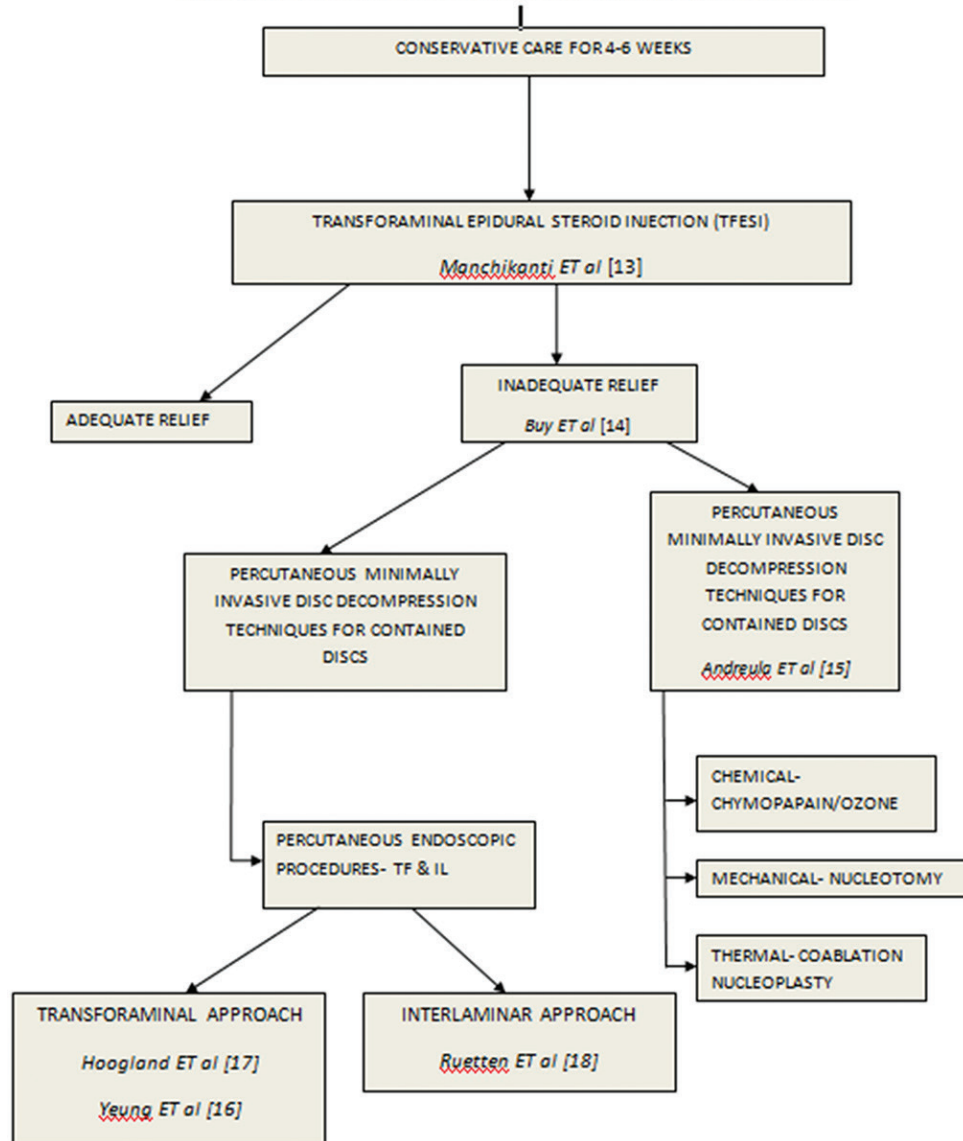 CONSERVATIVE CARE FOR 4-6 WEEKS
TRANSFORAMINAL EPIDURAL STEROID INJECTION (TFESI)
Manchikanti ET al [13]
ADEQUATE RELIEF
INADEQUATE RELIEF
Buy ET al [14]
PERCUTANEOUS MINIMALLY
INVASIVE DISC DECOMPRESSION
TECHNIQUES FOR CONTAINED
DISCS
PERCUTANEOUS
MINIMALLY INVASIVE DISC
DECOMPRESSION
TECHNIQUES FOR
CONTAINED DISCS
Andreula ET al [15]
CHEMICAL-
CHYMOPAPAIN/OZONE
MECHANICAL- NUCLEOTOMY
THERMAL- COABLATION
NUCLEOPLASTY
PERCUTANEOUS ENDOSCOPIC
PROCEDURES- TF & IL
TRANSFORAMINAL APPROACH
Hoogland ET al [17]
Yeung ET al [16]
INTERLAMINAR APPROACH
Ruetten ET al [18]